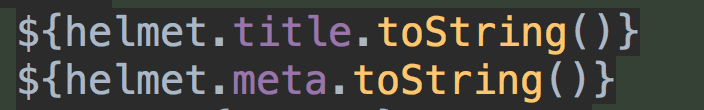 ${helmet.title.toString()}
${helmet.meta.toString()}